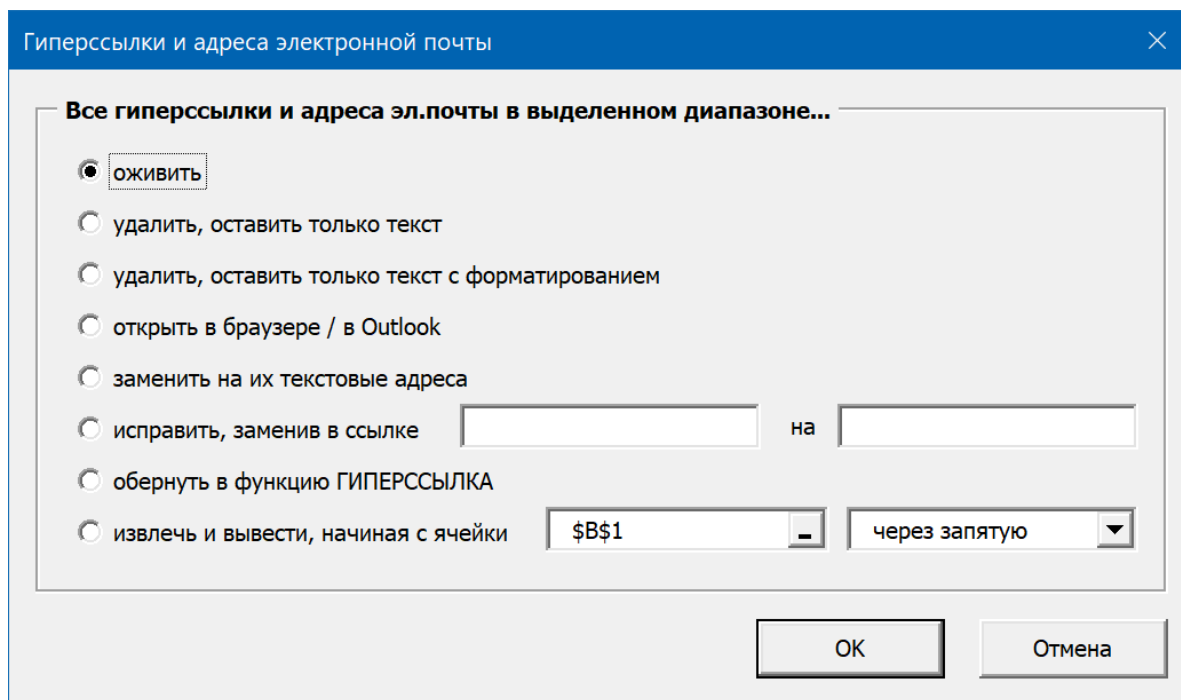 Гиперссылки и адреса электронной почты
Все гиперссылки и адреса эл.почты в выделенном диапазоне...
оживить
удалить, оставить только текст
удалить, оставить только текст с форматированием
открыть в браузере / в Outlook
заменить на их текстовые адреса
исправить, заменив в ссылке на
обернуть в функцию ГИПЕРССЫЛКА
извлечь и вывести, начиная с ячейки $B$1 через запятую
OK Отмена